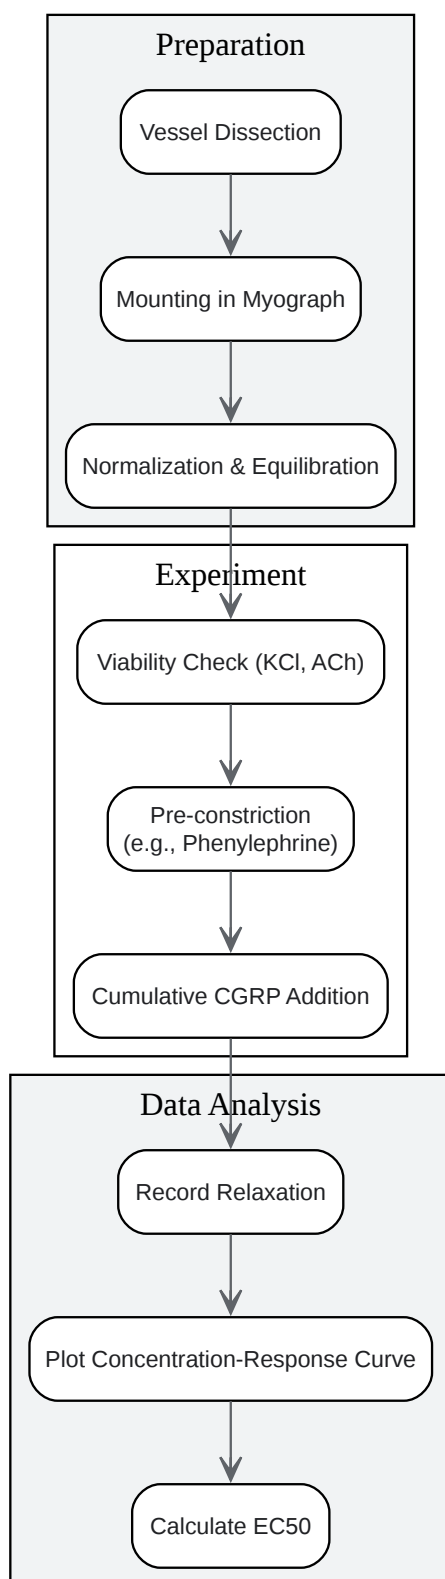 Preparation
Vessel Dissection
Mounting in Myograph
Normalization & Equilibration
Experiment
Viability Check (KCl, ACh)
Pre-constriction
(e.g., Phenylephrine)
Cumulative CGRP Addition
Data Analysis
Record Relaxation
Plot Concentration-Response Curve
Calculate EC50